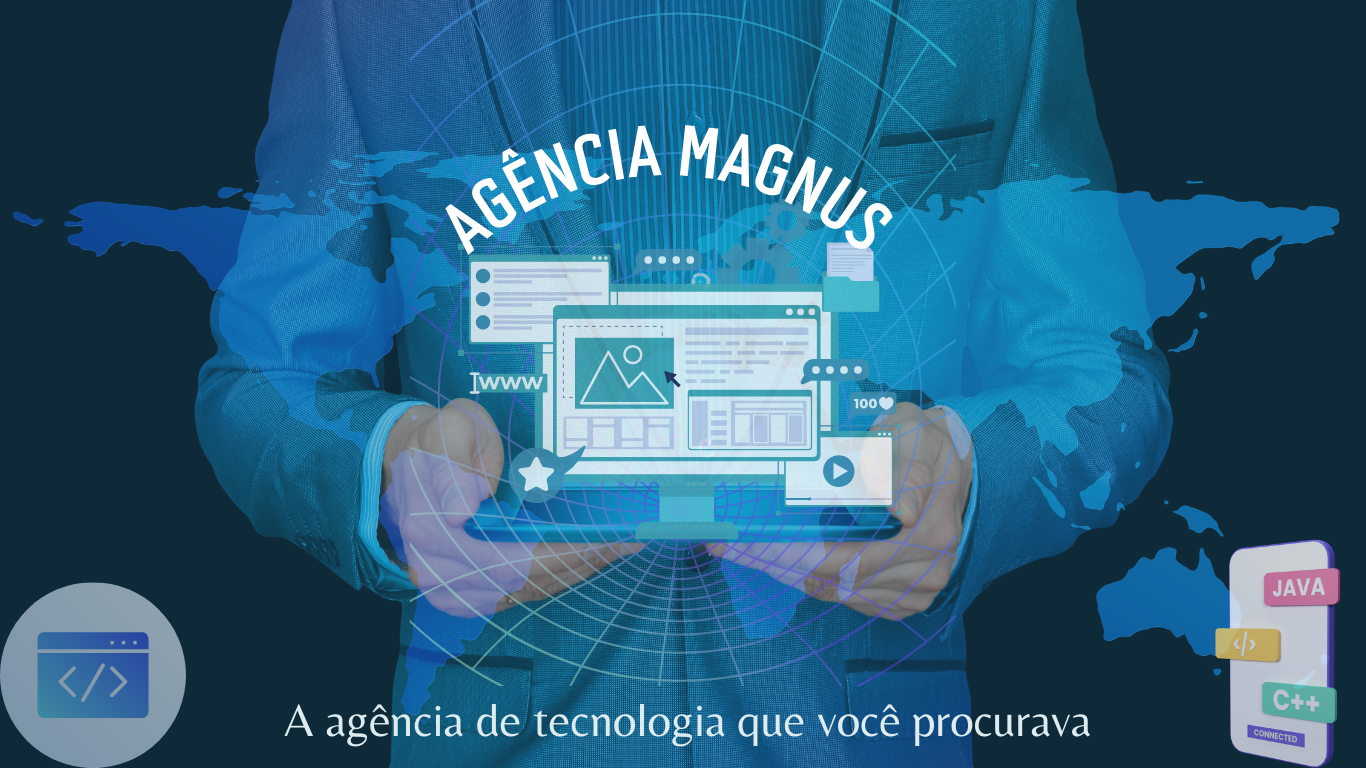 AGÊNCIA MAGNUS
WWW
100
JAVA
</>
</>
C++
CONNECTED
A agência de tecnologia que você procurava